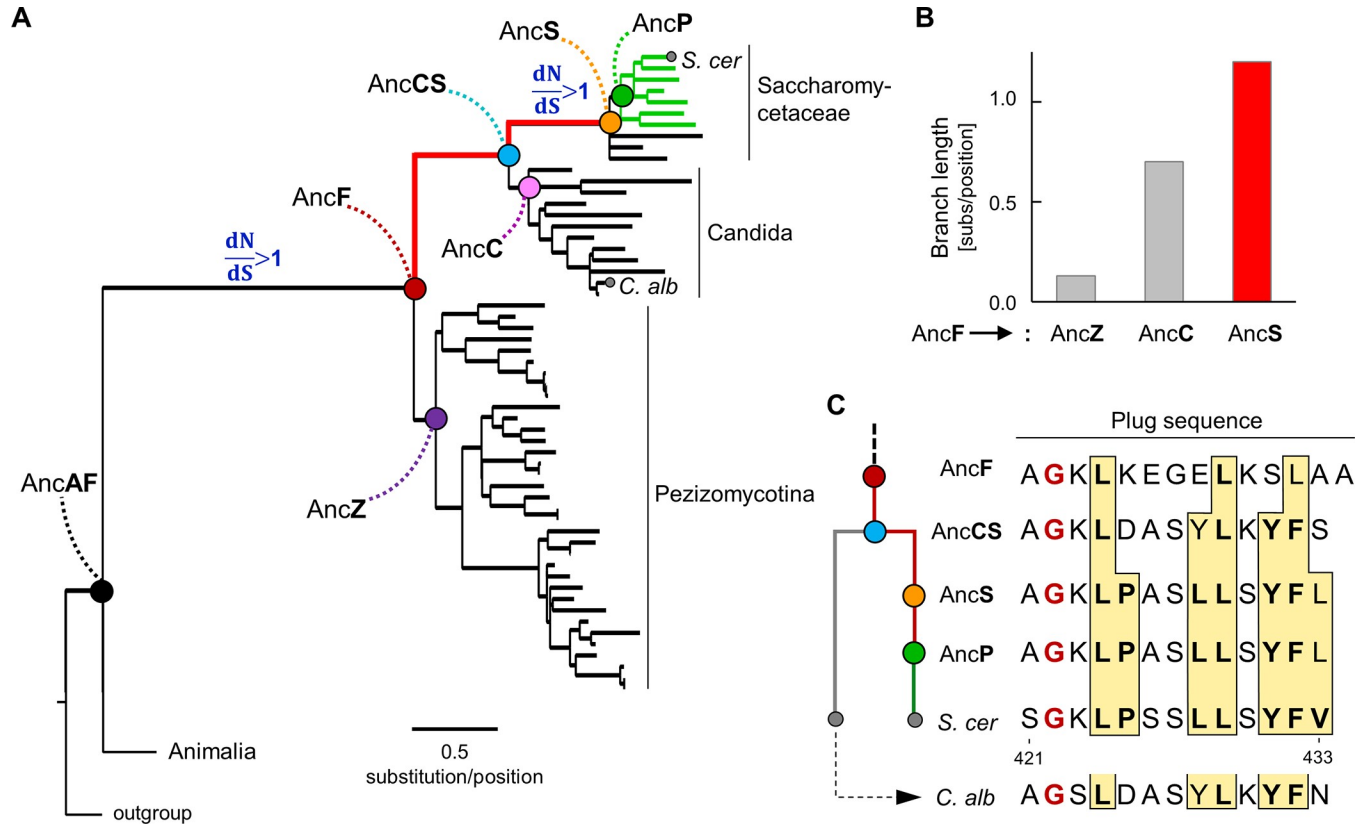 A
AncS
AncP
S. cer
AncCS
dN
dS
>1
Saccharomy-
cetaceae
AncF
AncC
Candida
C. alb
dN
dS
>1
AncAF
AncZ
Pezizomycotina
0.5
substitution/position
Animalia
outgroup
B
Branch length
[subs/position]
1.0
0.5
0.0
AncF : AncZ AncC AncS
C
Plug sequence
AncF A G K L K E G E L K S L A A
AncCS A G K L D A S Y L K Y F S
AncS A G K L P A S L L S Y F L
AncP A G K L P A S L L S Y F L
S. cer S G K L P S S L L S Y F V
421 433
C. alb A G S L D A S Y L K Y F N